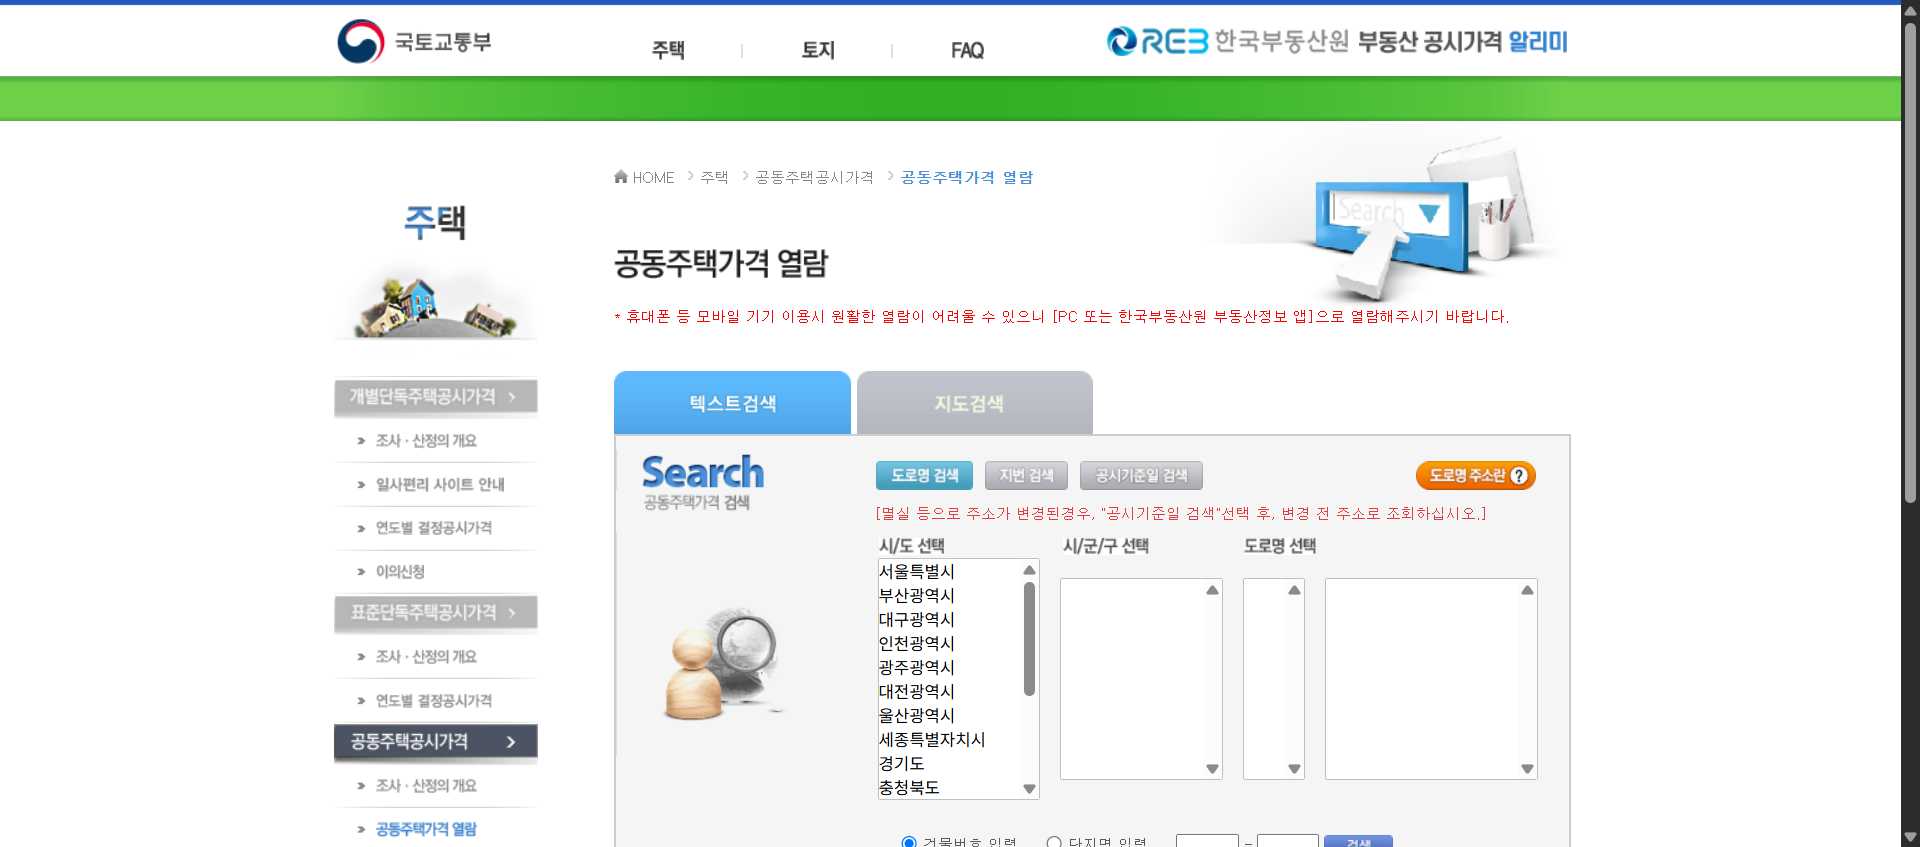 국토교통부
주택
토지
FAQ
REB 한국부동산원 부동산 공시가격 알리미
HOME
주택
공동주택공시가격
공동주택가격 열람
Search
주택
공동주택가격 열람
* 휴대폰 등 모바일 기기 이용시 원활한 열람이 어려울 수 있으니 [PC 또는 한국부동산원 부동산정보 앱]으로 열람해주시기 바랍니다.
개별단독주택공시가격
조사 · 산정의 개요
일사편리 사이트 안내
연도별 결정공시가격
이의신청
표준단독주택공시가격
조사 · 산정의 개요
연도별 결정공시가격
공동주택공시가격
조사 · 산정의 개요
공동주택가격 열람
텍스트검색
지도검색
Search
공동주택가격 검색
도로명 검색
지번 검색
공시기준일 검색
도로명 주소란 ?
[멸실 등으로 주소가 변경된경우, "공시기준일 검색"선택 후, 변경 전 주소로 조회하십시오.]
시/도 선택
시/군/구 선택
도로명 선택
서울특별시
부산광역시
대구광역시
인천광역시
광주광역시
대전광역시
울산광역시
세종특별자치시
경기도
충청북도
건물번호 입력
단지명 입력
–
검색